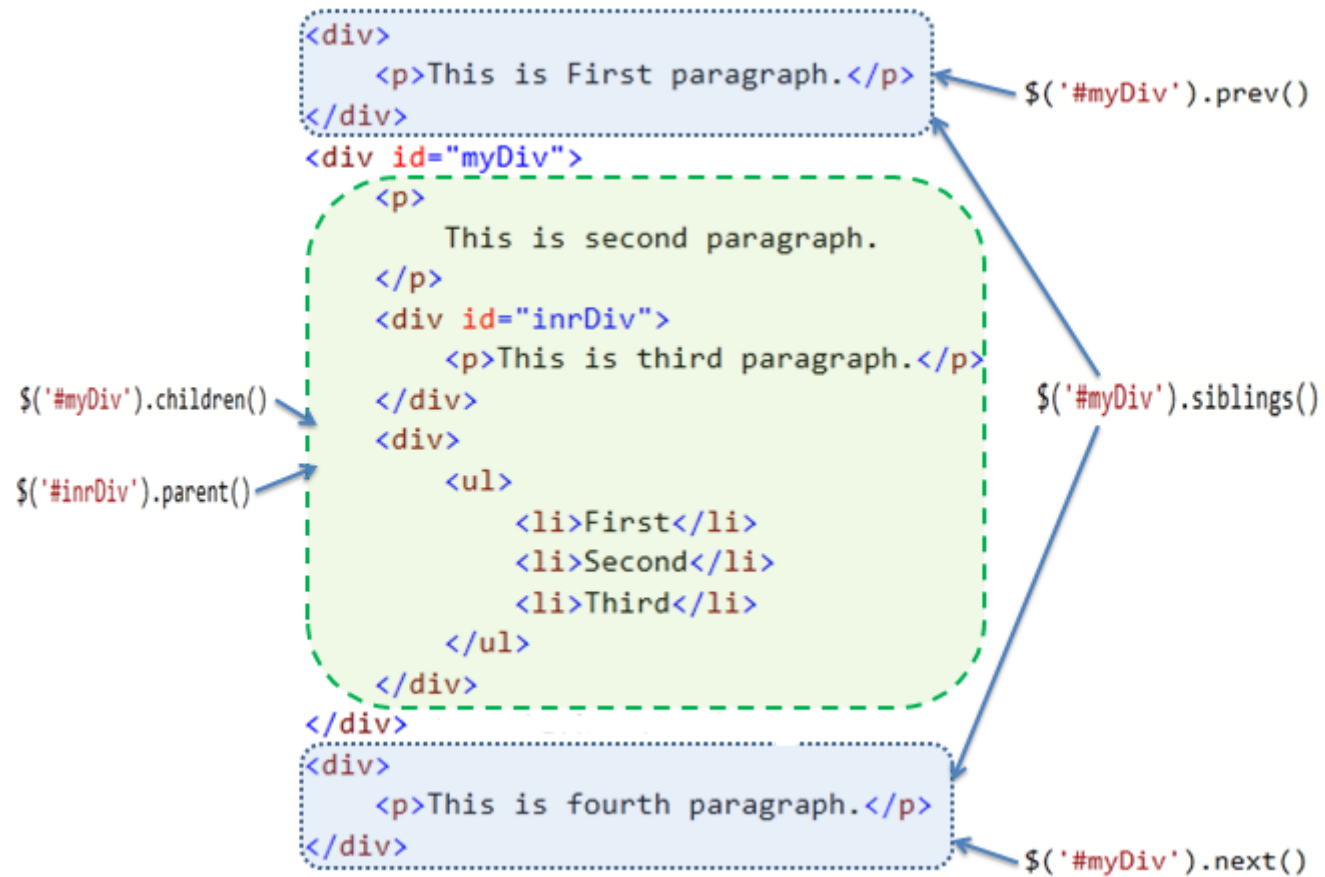 <div>
<p>This is First paragraph.</p>
$('#myDiv').prev()
</div>
<div id="myDiv">
<p>
This is second paragraph.
</p>
<div id="inrDiv">
<p>This is third paragraph.</p>
$('#myDiv').children()
</div>
$('#myDiv').siblings()
<div>
<ul>
$('#inrDiv').parent()
<li>First</li>
<li>Second</li>
<li>Third</li>
</ul>
</div>
</div>
<div>
<p>This is fourth paragraph.</p>
</div>
$('#myDiv').next()